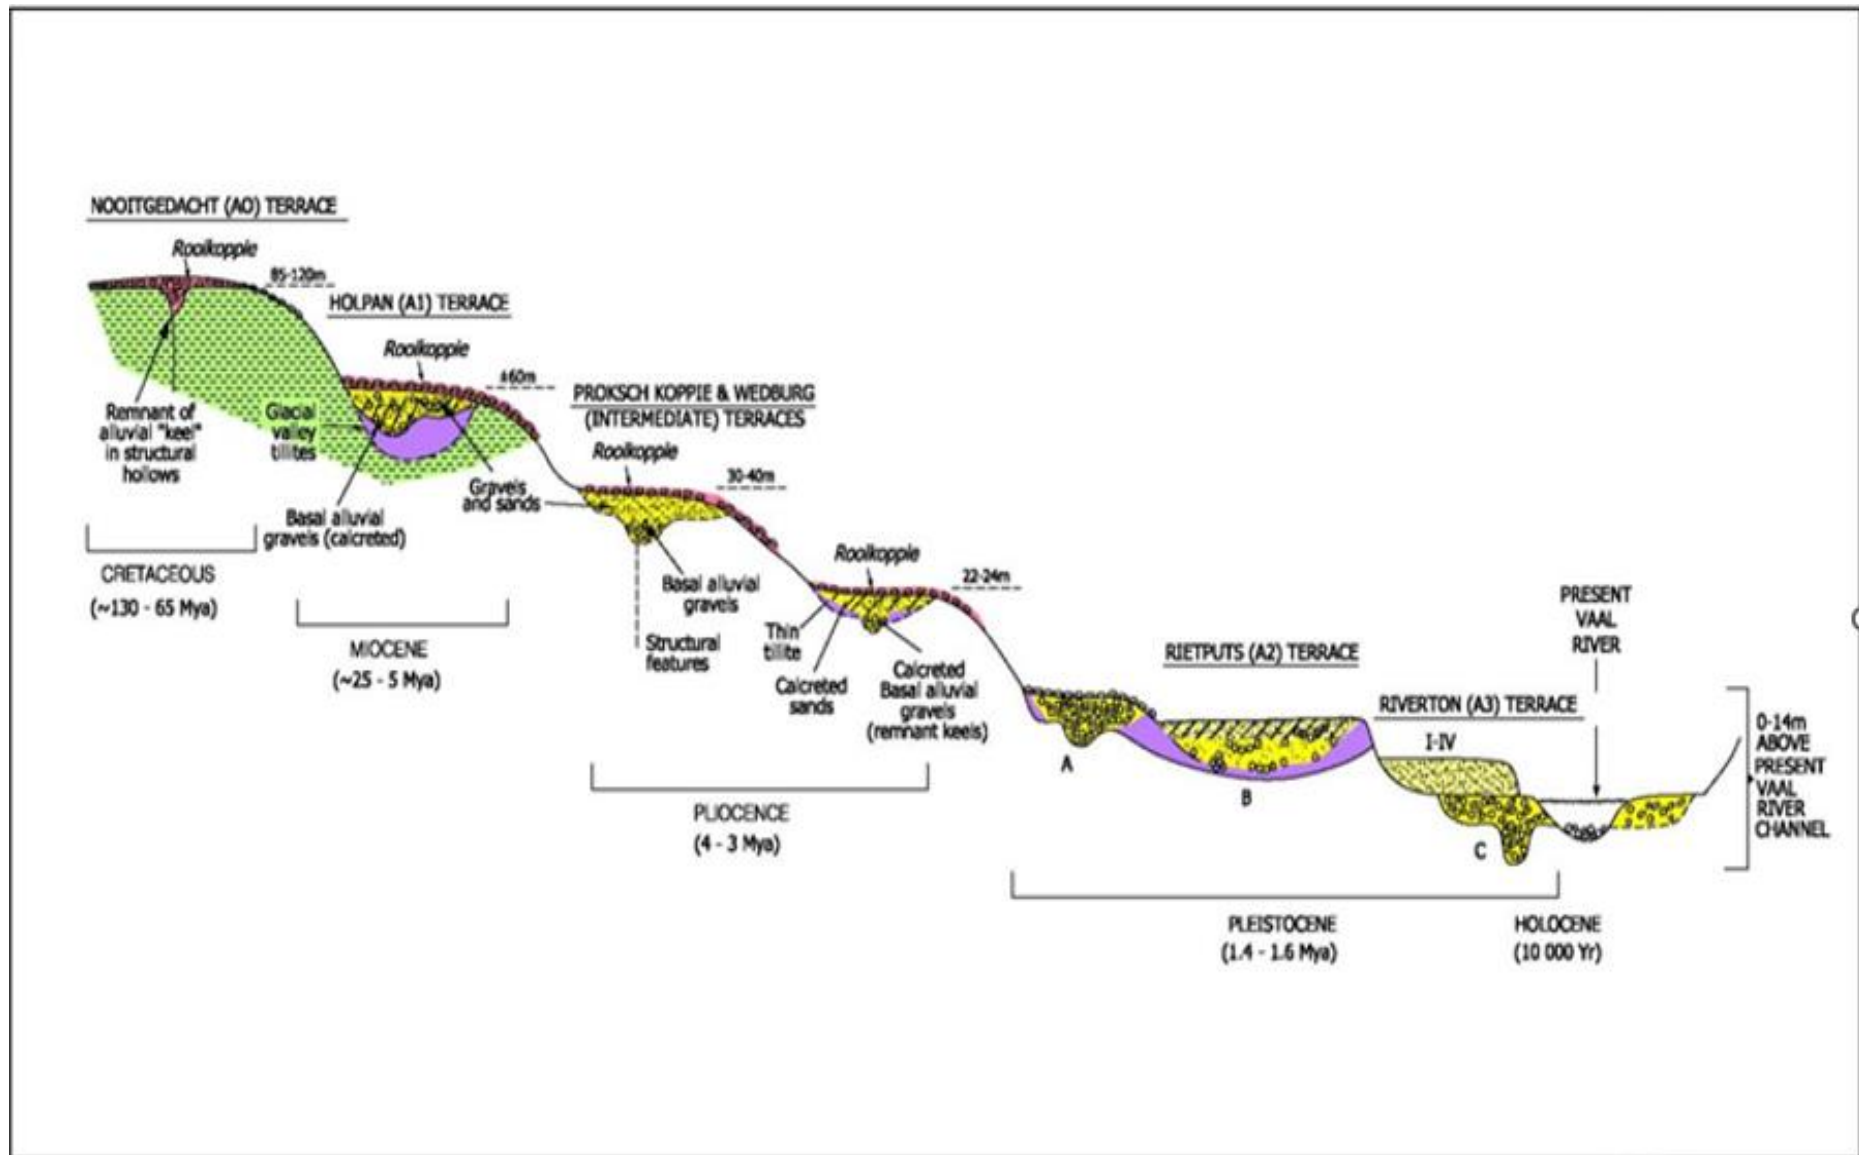 NOOITGEDACHT (AO) TERRACE
Rooikoppie
85-120m
HOLPAN (A1) TERRACE
Rooikoppie
±60m
PROKSCH KOPPIE & WEDBURG
(INTERMEDIATE) TERRACES
Rooikoppie
30-40m
Remnant of
alluvial "keel"
in structural
hollows
Glacial
valley
tillites
Gravels
and sands
Basal alluvial
gravels (calcreted)
CRETACEOUS
(~130 - 65 Mya)
MIOCENE
(~25 - 5 Mya)
Basal alluvial
gravels
Structural
features
Rooikoppie
22-24m
Thin
tillite
Calcreted
sands
Calcreted
Basal alluvial
gravels
(remnant keels)
PLIOCENCE
(4 - 3 Mya)
RIETPUTS (A2) TERRACE
PRESENT
VAAL
RIVER
RIVERTON (A3) TERRACE
I-IV
A
B
C
0-14m
ABOVE
PRESENT
VAAL
RIVER
CHANNEL
PLEISTOCENE
(1.4 - 1.6 Mya)
HOLOCENE
(10 000 Yr)